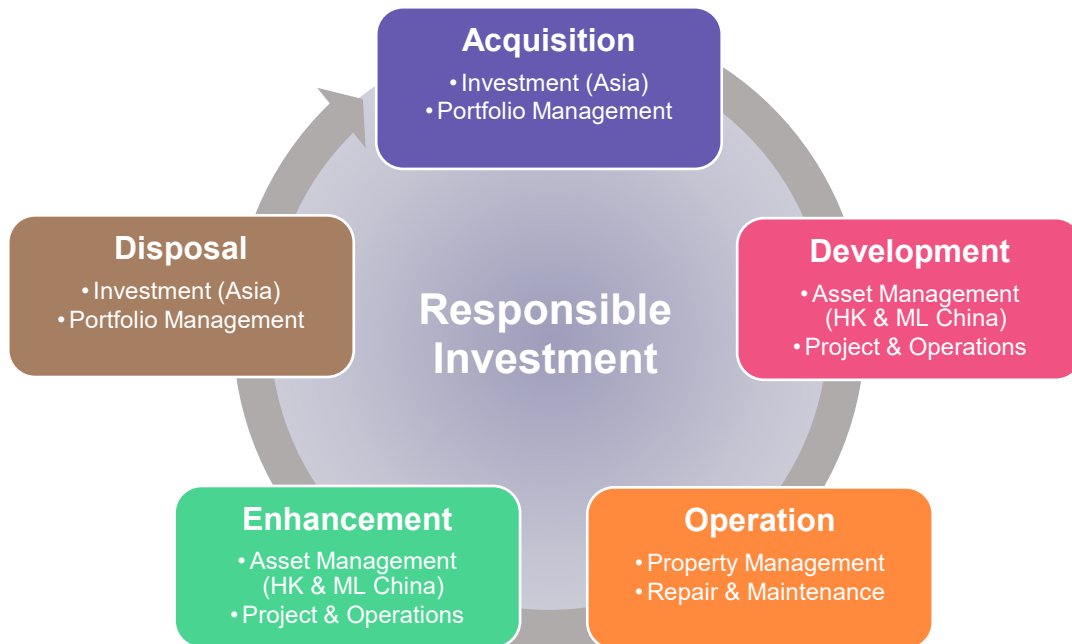 Acquisition
• Investment (Asia)
• Portfolio Management
Disposal
• Investment (Asia)
• Portfolio Management
Responsible
Investment
Development
• Asset Management
(HK & ML China)
• Project & Operations
Enhancement
• Asset Management
(HK & ML China)
• Project & Operations
Operation
• Property Management
• Repair & Maintenance